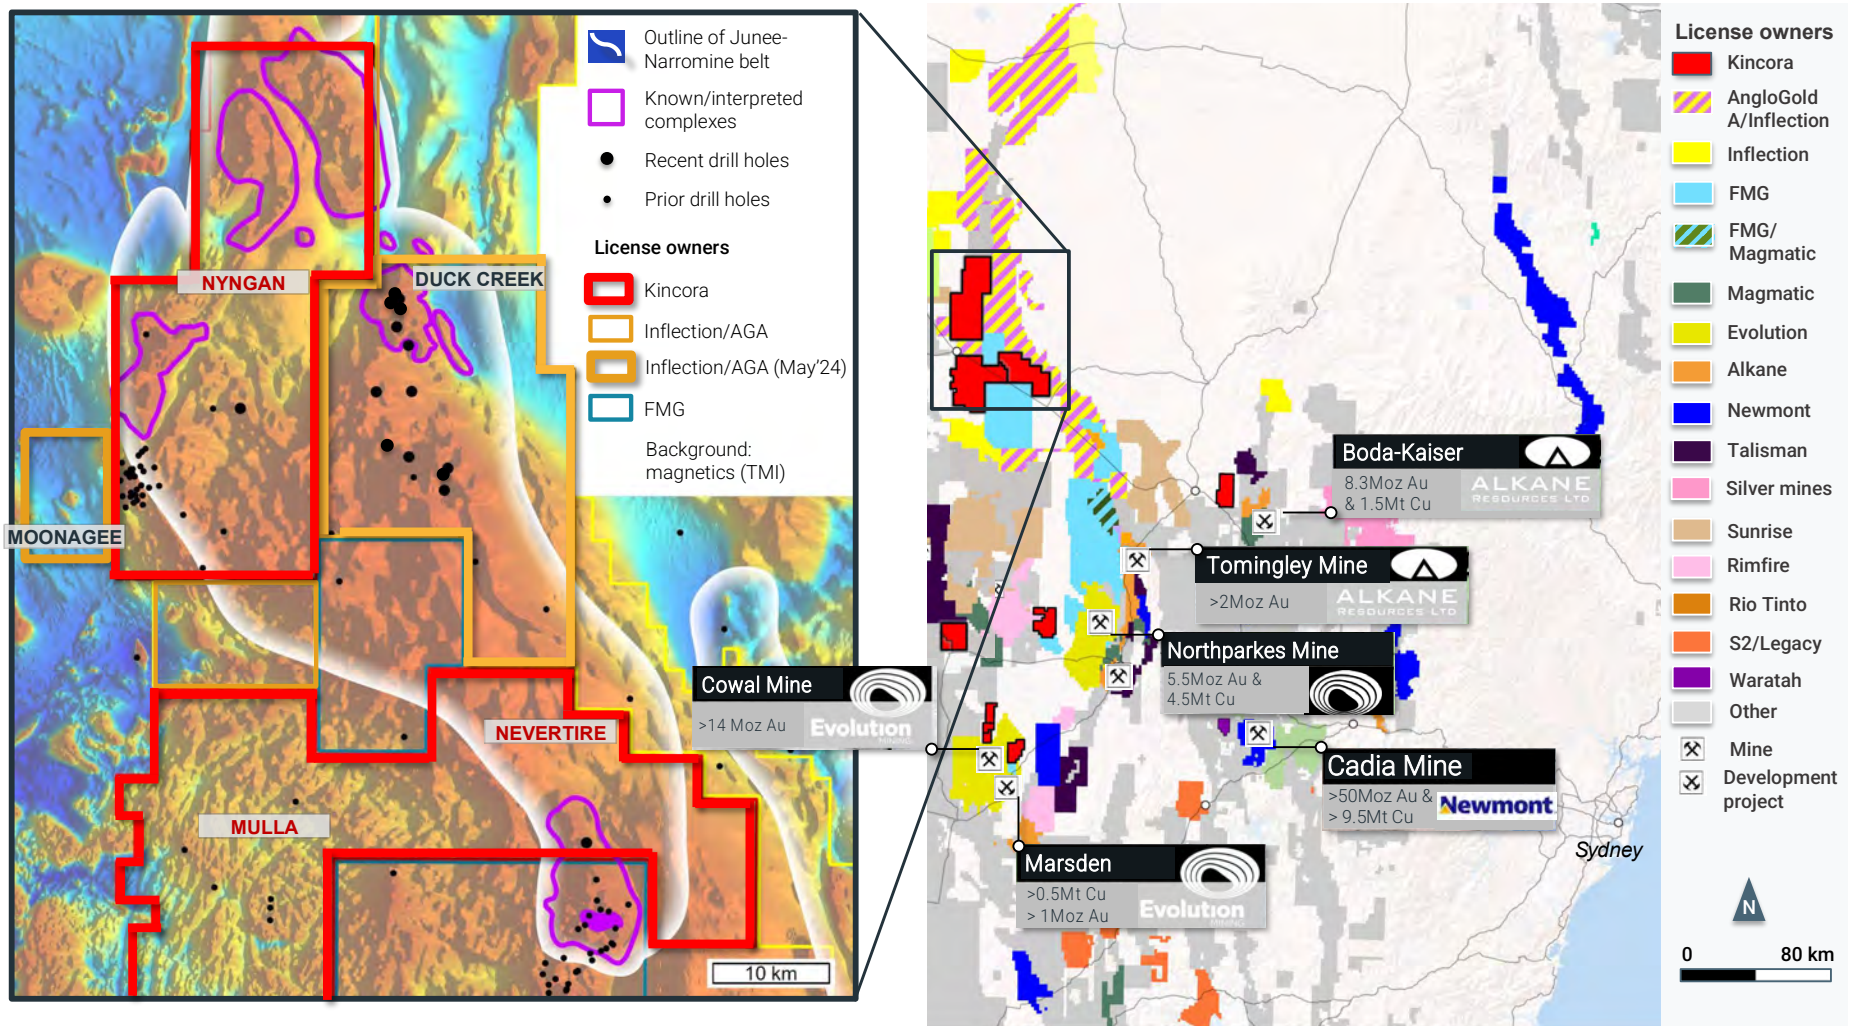 Outline of Junee-
Narromine belt
Known/interpreted
complexes
Recent drill holes
Prior drill holes
License owners
Kincora
Inflection/AGA
Inflection/AGA (May'24)
FMG
Background:
magnetics (TMI)
NYNGAN
DUCK CREEK
MOONAGEE
NEVERTIRE
MULLA
10 km
Cowal Mine
>14 Moz Au
Evolution
MINING
Boda-Kaiser
8.3Moz Au
& 1.5Mt Cu
ALKANE
RESOURCES LTD
Tomingley Mine
>2Moz Au
ALKANE
RESOURCES LTD
Northparkes Mine
5.5Moz Au &
4.5Mt Cu
Cadia Mine
>50Moz Au &
> 9.5Mt Cu
Newmont
Marsden
>0.5Mt Cu
> 1Moz Au
Evolution
MINING
Sydney
License owners
Kincora
AngloGold
A/Inflection
Inflection
FMG
FMG/
Magmatic
Magmatic
Evolution
Alkane
Newmont
Talisman
Silver mines
Sunrise
Rimfire
Rio Tinto
S2/Legacy
Waratah
Other
Mine
Development
project
N
0 80 km